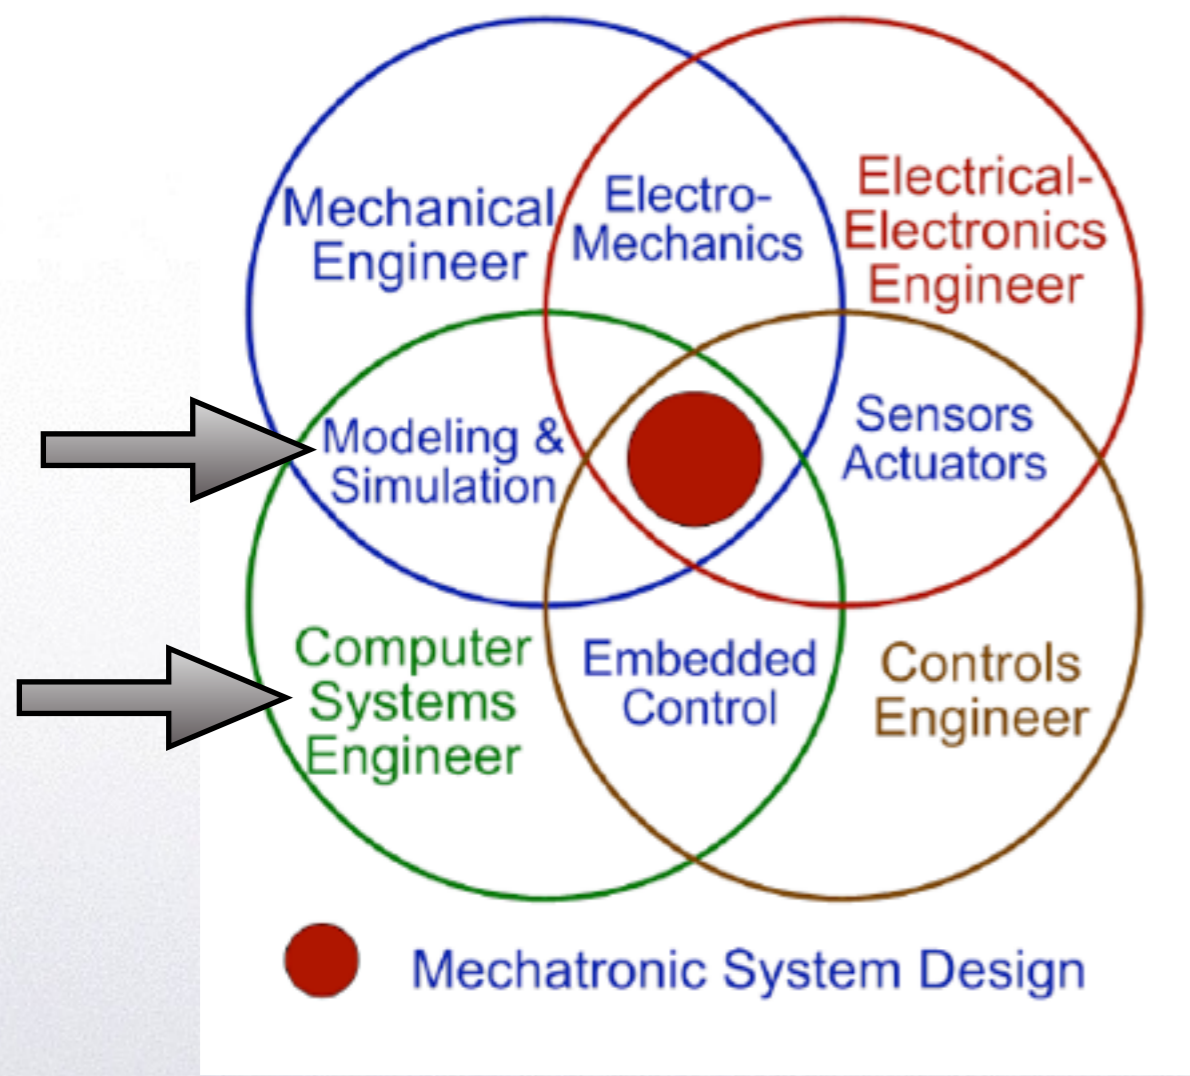 Mechanical
Engineer
Electro-
Mechanics
Electrical-
Electronics
Engineer
Modeling &
Simulation
Sensors
Actuators
Computer
Systems
Engineer
Embedded
Control
Controls
Engineer
Mechatronic System Design